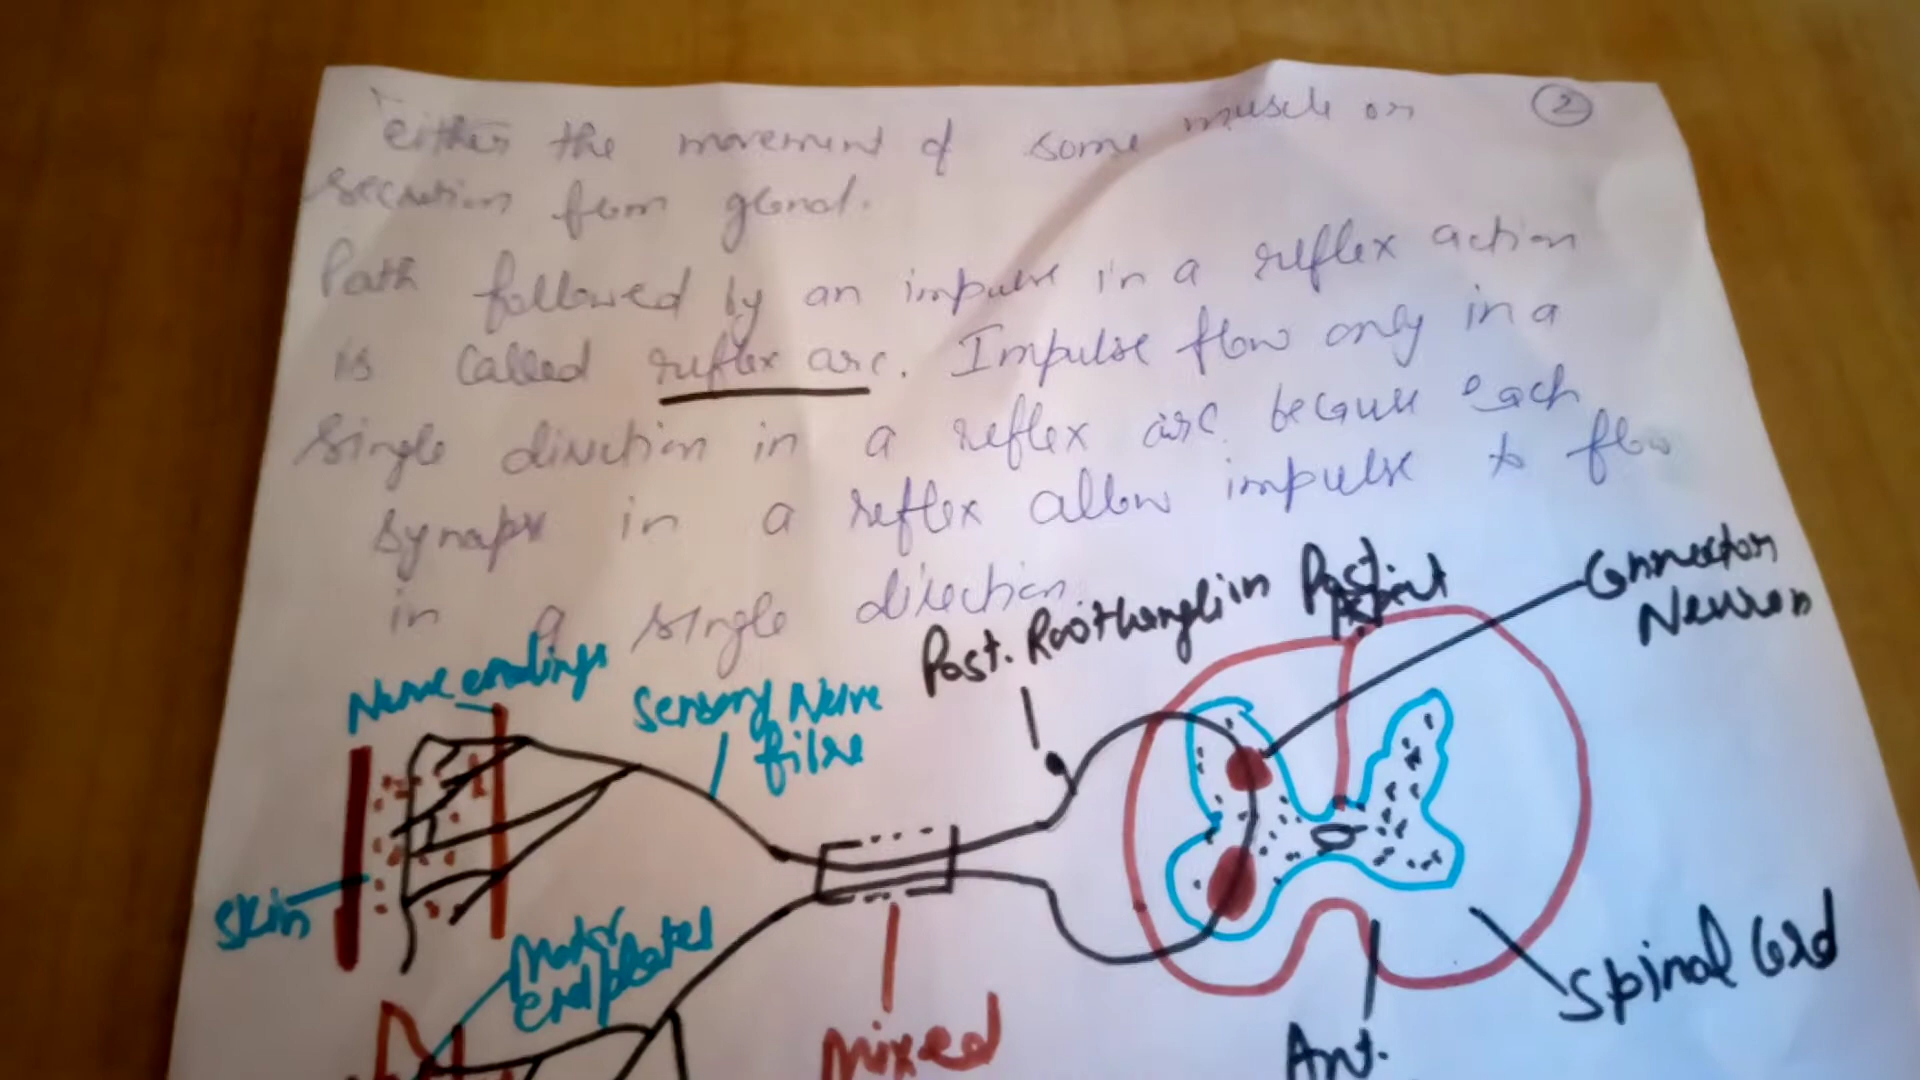 either the movement of some muscle or
②
secretion from gland.
Path followed by an impulse in a reflex action
is called reflex arc. Impulse flow only in a
single direction in a reflex arc because each
synapse in a reflex allow impulse to flow
in a single direction
Connector
Neuron
Post.
Nerve endings
Sensory Nerve
fibre
Post. Root
Skin
Motor
end plates
Mixed
Ant.
Spinal Cord